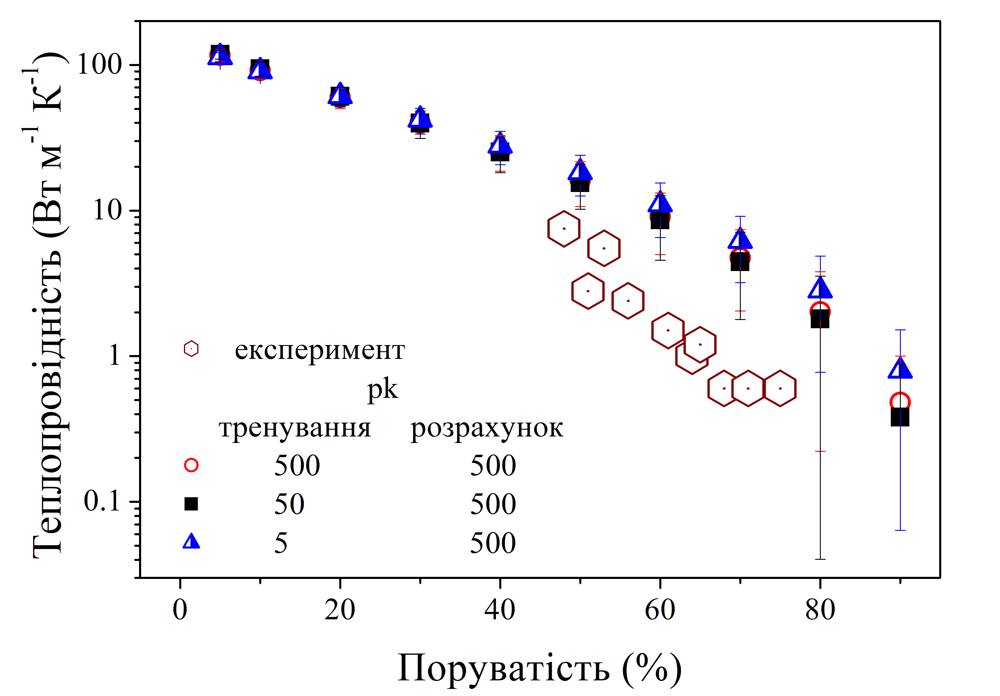 Теплопровідність (Вт м-1 К-1)
100
10
1
0.1
експеримент
pk
тренування розрахунок
500 500
50 500
5 500
0 20 40 60 80
Поруватість (%)